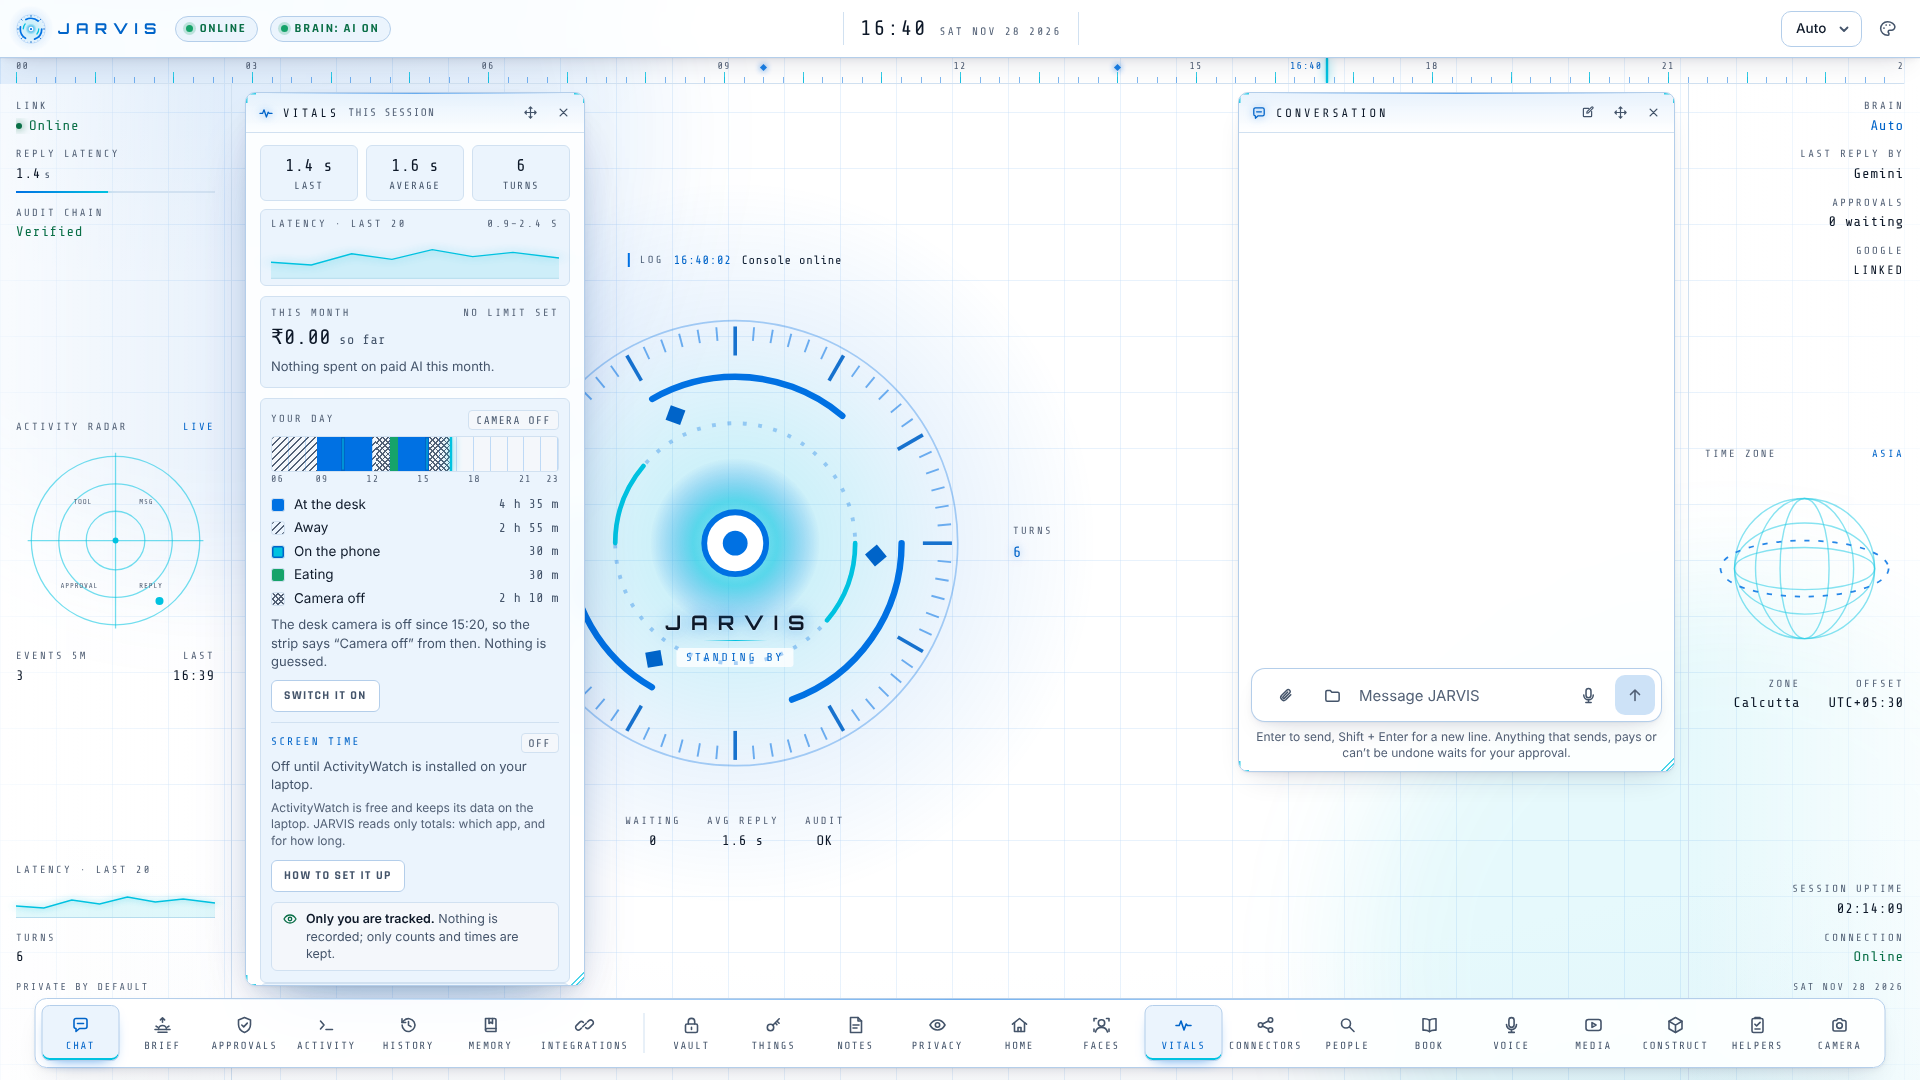 JARVIS
ONLINE
BRAIN: AI ON
16:40 SAT NOV 28 2026
Auto
00 03 06 09 12 15 16:40 18 21 2
LINK
Online
REPLY LATENCY
1.4 s
AUDIT CHAIN
Verified
ACTIVITY RADAR LIVE
TOOL MSG
APPROVAL REPLY
EVENTS 5M LAST
3 16:39
LATENCY · LAST 20
TURNS
6
PRIVATE BY DEFAULT
VITALS THIS SESSION
1.4 s 1.6 s 6
LAST AVERAGE TURNS
LATENCY · LAST 20 0.9–2.4 S
THIS MONTH NO LIMIT SET
₹0.00 so far
Nothing spent on paid AI this month.
YOUR DAY CAMERA OFF
06 09 12 15 18 21 23
At the desk 4 h 35 m
Away 2 h 55 m
On the phone 30 m
Eating 30 m
Camera off 2 h 10 m
The desk camera is off since 15:20, so the
strip says “Camera off” from then. Nothing is
guessed.
SWITCH IT ON
SCREEN TIME OFF
Off until ActivityWatch is installed on your
laptop.
ActivityWatch is free and keeps its data on the
laptop. JARVIS reads only totals: which app, and
for how long.
HOW TO SET IT UP
Only you are tracked. Nothing is
recorded; only counts and times are
kept.
LOG 16:40:02 Console online
JARVIS
STANDING BY
TURNS
6
WAITING AVG REPLY AUDIT
0 1.6 s OK
CONVERSATION
Message JARVIS
Enter to send, Shift + Enter for a new line. Anything that sends, pays or
can’t be undone waits for your approval.
BRAIN
Auto
LAST REPLY BY
Gemini
APPROVALS
0 waiting
GOOGLE
LINKED
TIME ZONE ASIA
ZONE OFFSET
Calcutta UTC+05:30
SESSION UPTIME
02:14:09
CONNECTION
Online
SAT NOV 28 2026
CHAT BRIEF APPROVALS ACTIVITY HISTORY MEMORY INTEGRATIONS VAULT THINGS NOTES PRIVACY HOME FACES VITALS CONNECTORS PEOPLE BOOK VOICE MEDIA CONSTRUCT HELPERS CAMERA